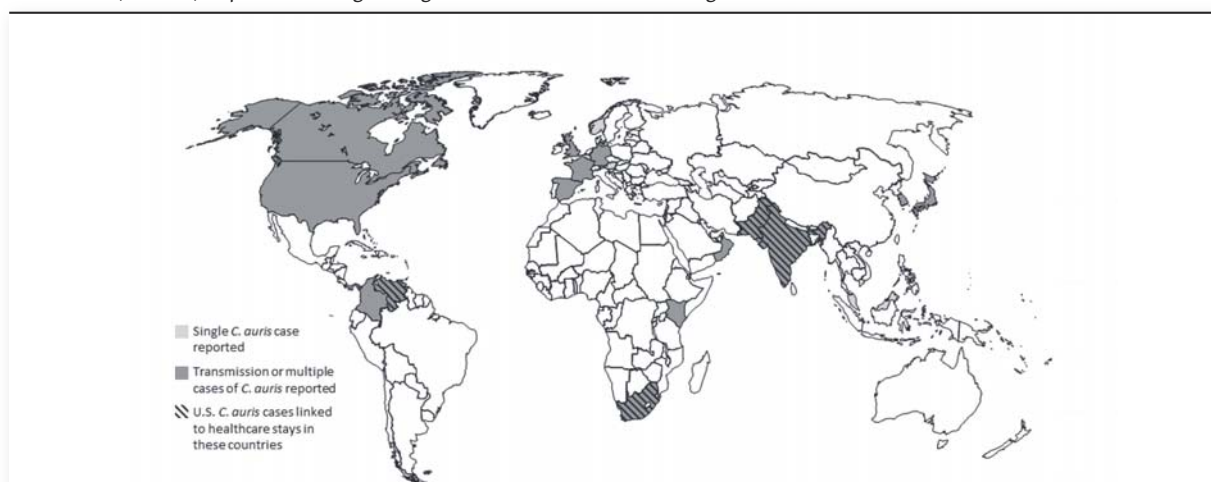 Single C. auris case
reported
Transmission or multiple
cases of C. auris reported
U.S. C. auris cases linked
to healthcare stays in
these countries